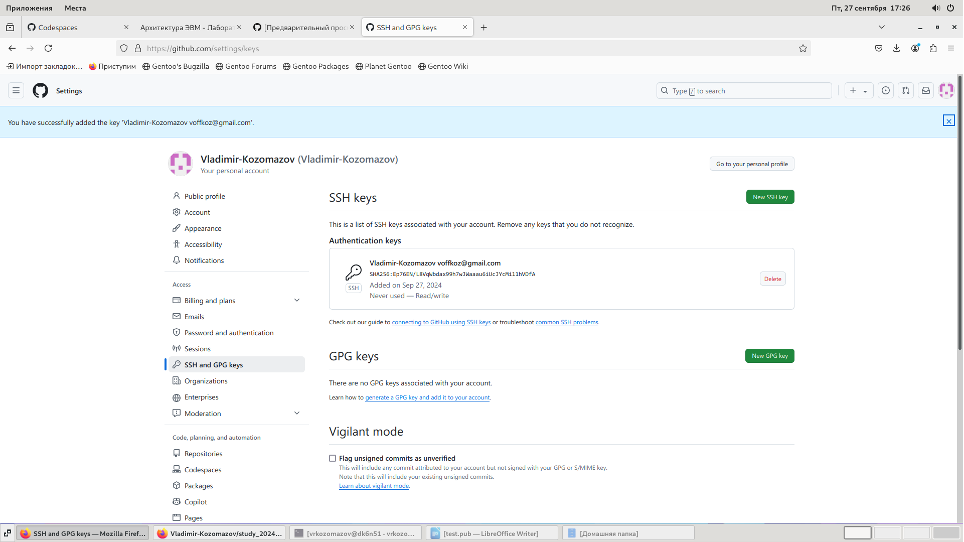 Приложения Места Пт, 27 сентября 17:26
Codespaces
Архитектура ЭВМ - Лабора
[Предварительный прос
SSH and GPG keys
https://github.com/settings/keys
Импорт закладок…
Приступим
Gentoo's Bugzilla
Gentoo Forums
Gentoo Packages
Planet Gentoo
Gentoo Wiki
Settings
Type / to search
You have successfully added the key 'Vladimir-Kozomazov voffkoz@gmail.com'.
Vladimir-Kozomazov (Vladimir-Kozomazov)
Your personal account
Go to your personal profile
Public profile
Account
Appearance
Accessibility
Notifications
Access
Billing and plans
Emails
Password and authentication
Sessions
SSH and GPG keys
Organizations
Enterprises
Moderation
Code, planning, and automation
Repositories
Codespaces
Packages
Copilot
Pages
SSH keys
New SSH key
This is a list of SSH keys associated with your account. Remove any keys that you do not recognize.
Authentication keys
SSH
Vladimir-Kozomazov voffkoz@gmail.com
Added on Sep 27, 2024
Never used — Read/write
Delete
Check out our guide to connecting to GitHub using SSH keys or troubleshoot common SSH problems.
GPG keys
New GPG key
There are no GPG keys associated with your account.
Learn how to generate a GPG key and add it to your account.
Vigilant mode
Flag unsigned commits as unverified
This will include any commit attributed to your account but not signed with your GPG or S/MIME key.
Note that this will include your existing unsigned commits.
Learn about vigilant mode.
SSH and GPG keys — Mozilla Firef…
Vladimir-Kozomazov/study_2024…
[vrkozomazov@dk6n51 - vrkozo…
[test.pub — LibreOffice Writer]
[Домашняя папка]